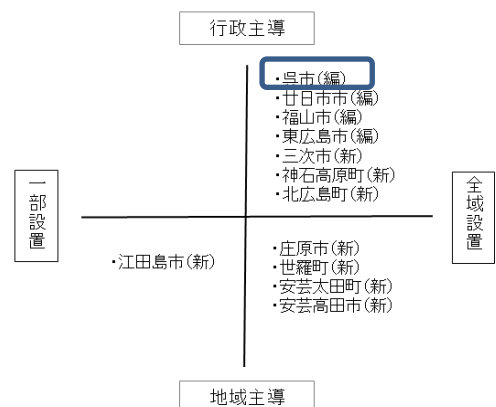 行政主導
・呉市(編)
・廿日市市(編)
・福山市(編)
・東広島市(編)
・三次市(新)
・神石高原町(新)
・北広島町(新)
一部設置
全域設置
・江田島市(新)
・庄原市(新)
・世羅町(新)
・安芸太田町(新)
・安芸高田市(新)
地域主導